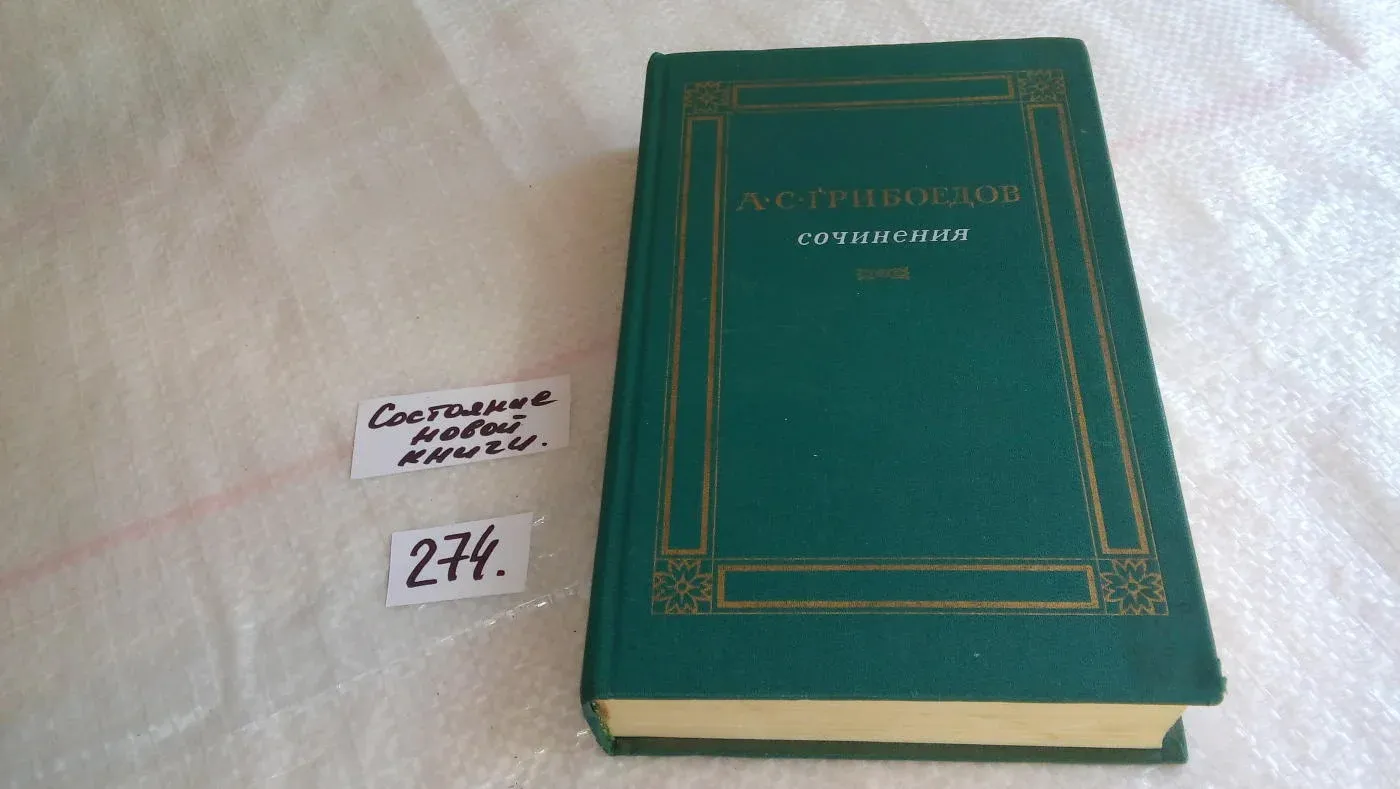 А·С·ГРИБОЕДОВ
сочинения
Состояние
новой
книги.
274.